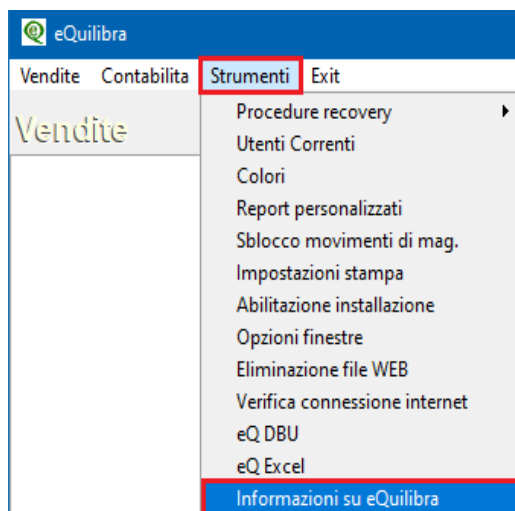 eQuilibra
Vendite Contabilita Strumenti Exit
Vendite
Procedure recovery
Utenti Correnti
Colori
Report personalizzati
Sblocco movimenti di mag.
Impostazioni stampa
Abilitazione installazione
Opzioni finestre
Eliminazione file WEB
Verifica connessione internet
eQ DBU
eQ Excel
Informazioni su eQuilibra